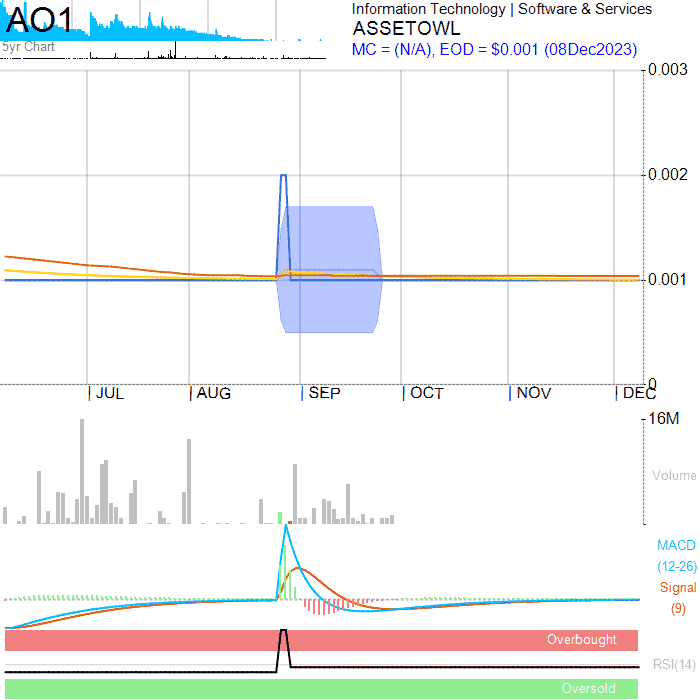 AO1
Information Technology | Software & Services
ASSETOWL
MC = (N/A), EOD = $0.001 (08Dec2023)
5yr Chart
0.003
0.002
0.001
0
JUL
AUG
SEP
OCT
NOV
DEC
16M
Volume
MACD
(12-26)
Signal
(9)
Overbought
RSI(14)
Oversold